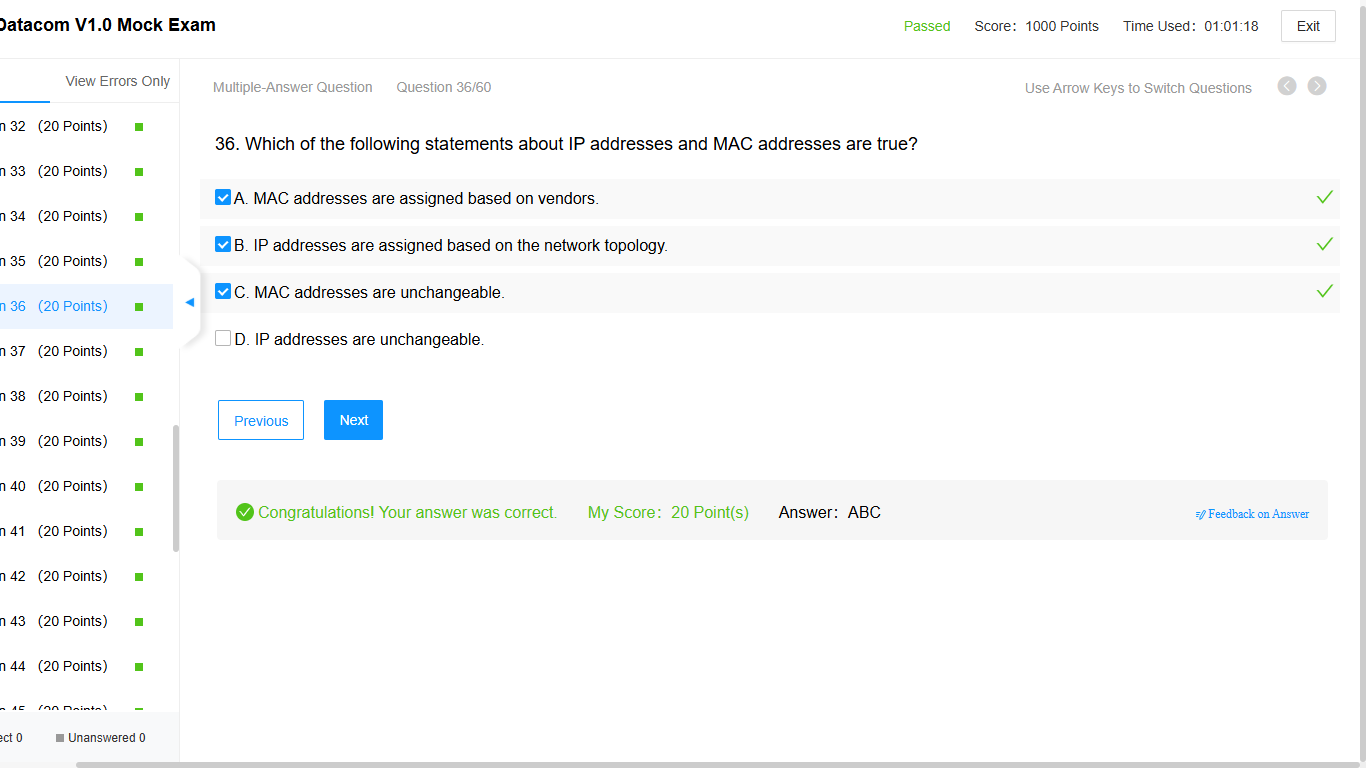 Datacom V1.0 Mock Exam
Passed Score：1000 Points Time Used：01:01:18 Exit
View Errors Only
Multiple-Answer Question Question 36/60
Use Arrow Keys to Switch Questions
n 32 (20 Points)
n 33 (20 Points)
n 34 (20 Points)
n 35 (20 Points)
n 36 (20 Points)
n 37 (20 Points)
n 38 (20 Points)
n 39 (20 Points)
n 40 (20 Points)
n 41 (20 Points)
n 42 (20 Points)
n 43 (20 Points)
n 44 (20 Points)
n 45 (20 Points)
ect 0 Unanswered 0
36. Which of the following statements about IP addresses and MAC addresses are true?
A. MAC addresses are assigned based on vendors.
B. IP addresses are assigned based on the network topology.
C. MAC addresses are unchangeable.
D. IP addresses are unchangeable.
Previous Next
Congratulations! Your answer was correct. My Score：20 Point(s) Answer：ABC
Feedback on Answer